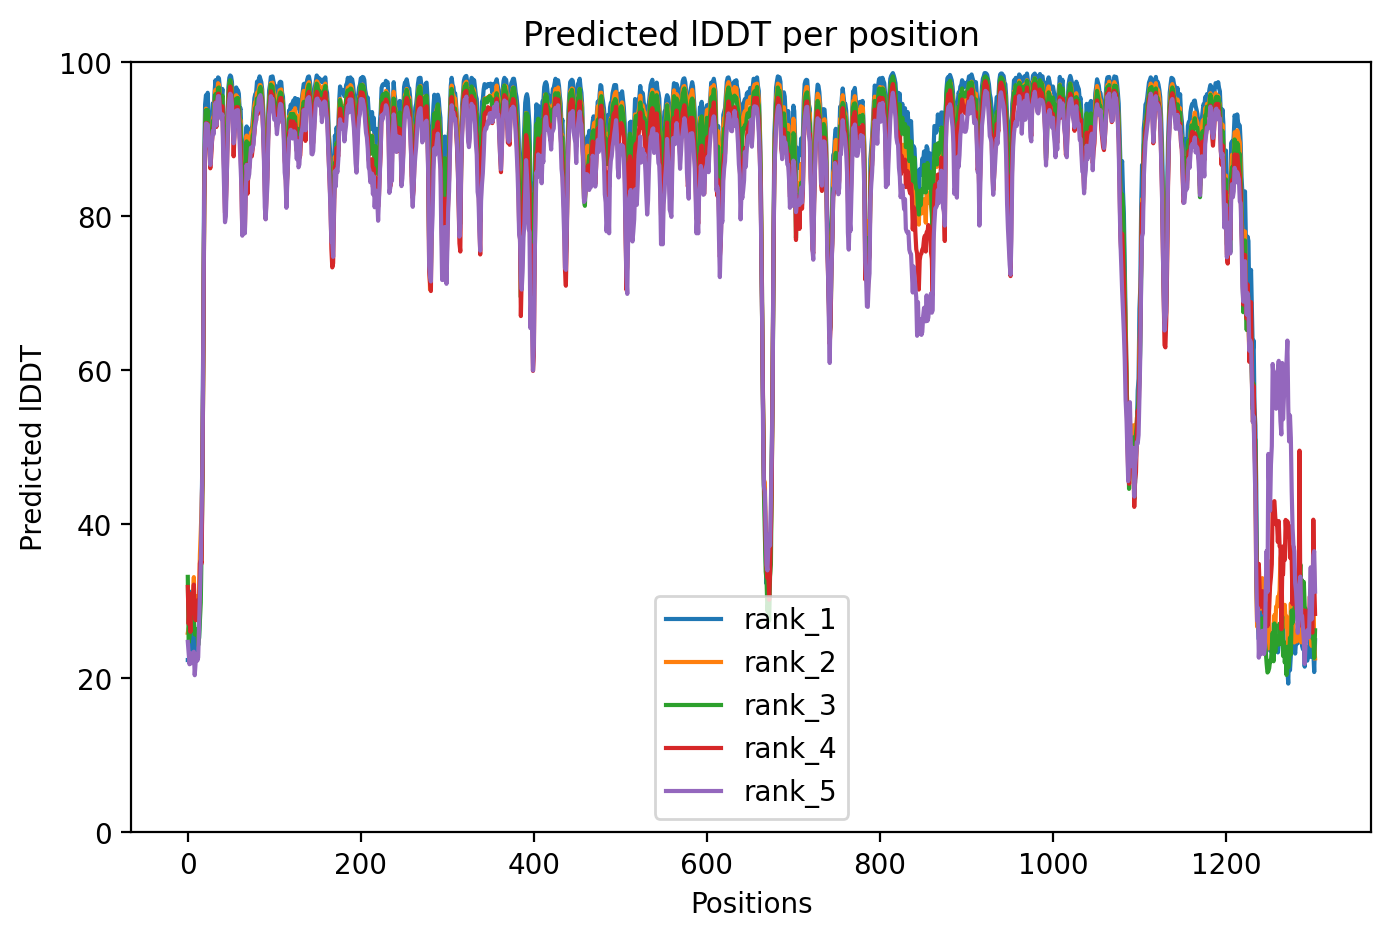 Predicted lDDT per position
100
80
60
40
20
0
Predicted lDDT
0 200 400 600 800 1000 1200
Positions
rank_1
rank_2
rank_3
rank_4
rank_5